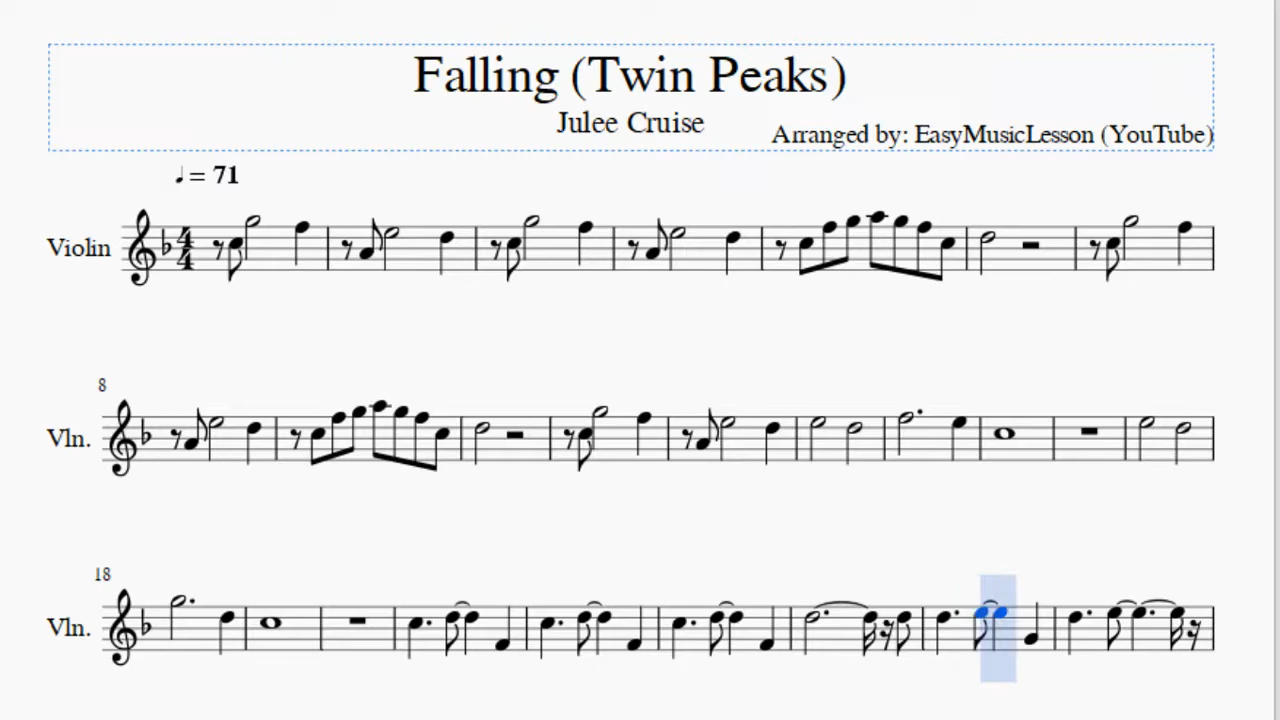 Falling (Twin Peaks)
Julee Cruise
Arranged by: EasyMusicLesson (YouTube)
♩ = 71
Violin
4
4
8
Vln.
18
Vln.